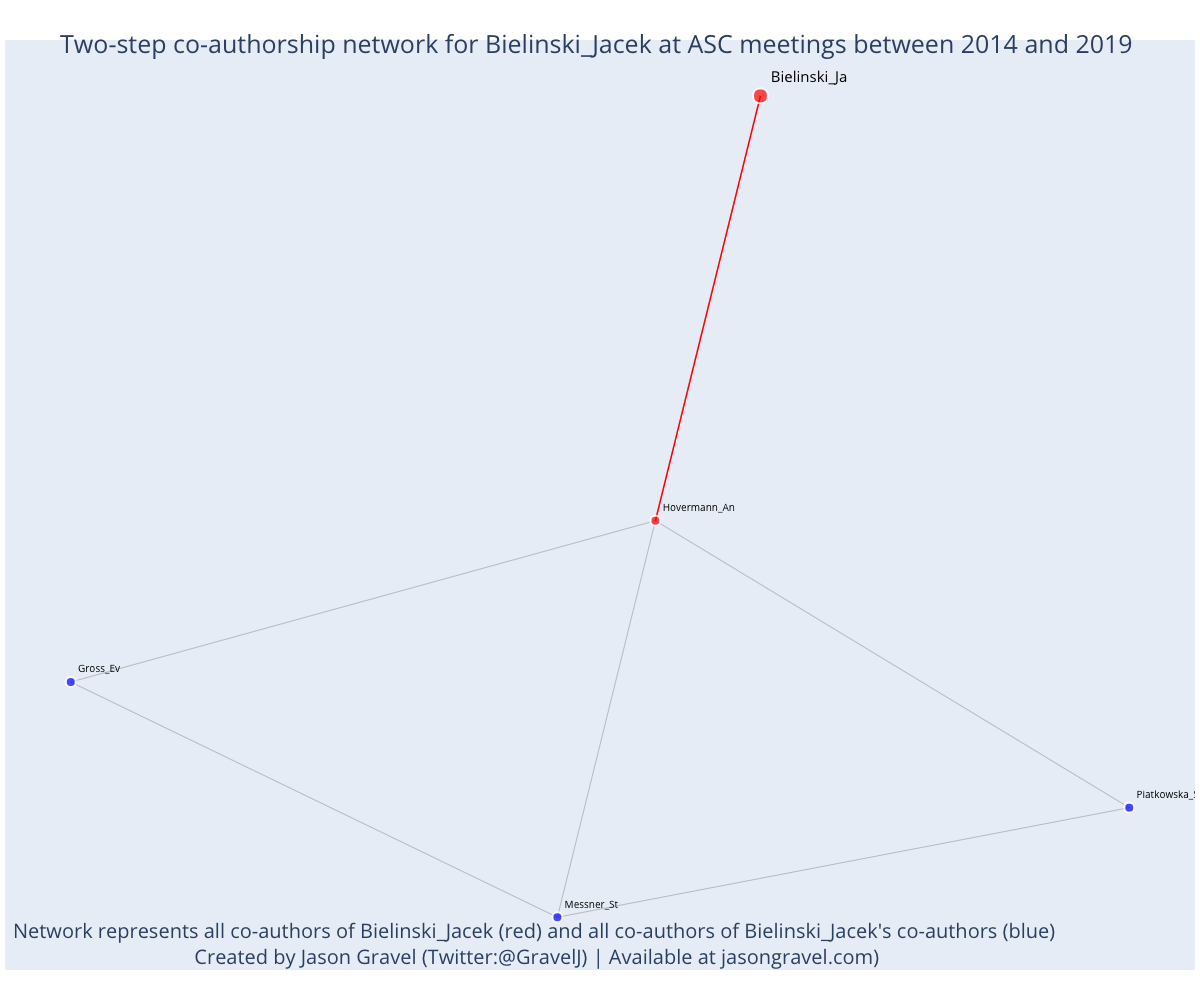 Two-step co-authorship network for Bielinski_Jacek at ASC meetings between 2014 and 2019
Bielinski_Ja
Hovermann_An
Gross_Ev
Piatkowska_S
Messner_St
Network represents all co-authors of Bielinski_Jacek (red) and all co-authors of Bielinski_Jacek's co-authors (blue)
Created by Jason Gravel (Twitter:@GravelJ) | Available at jasongravel.com)